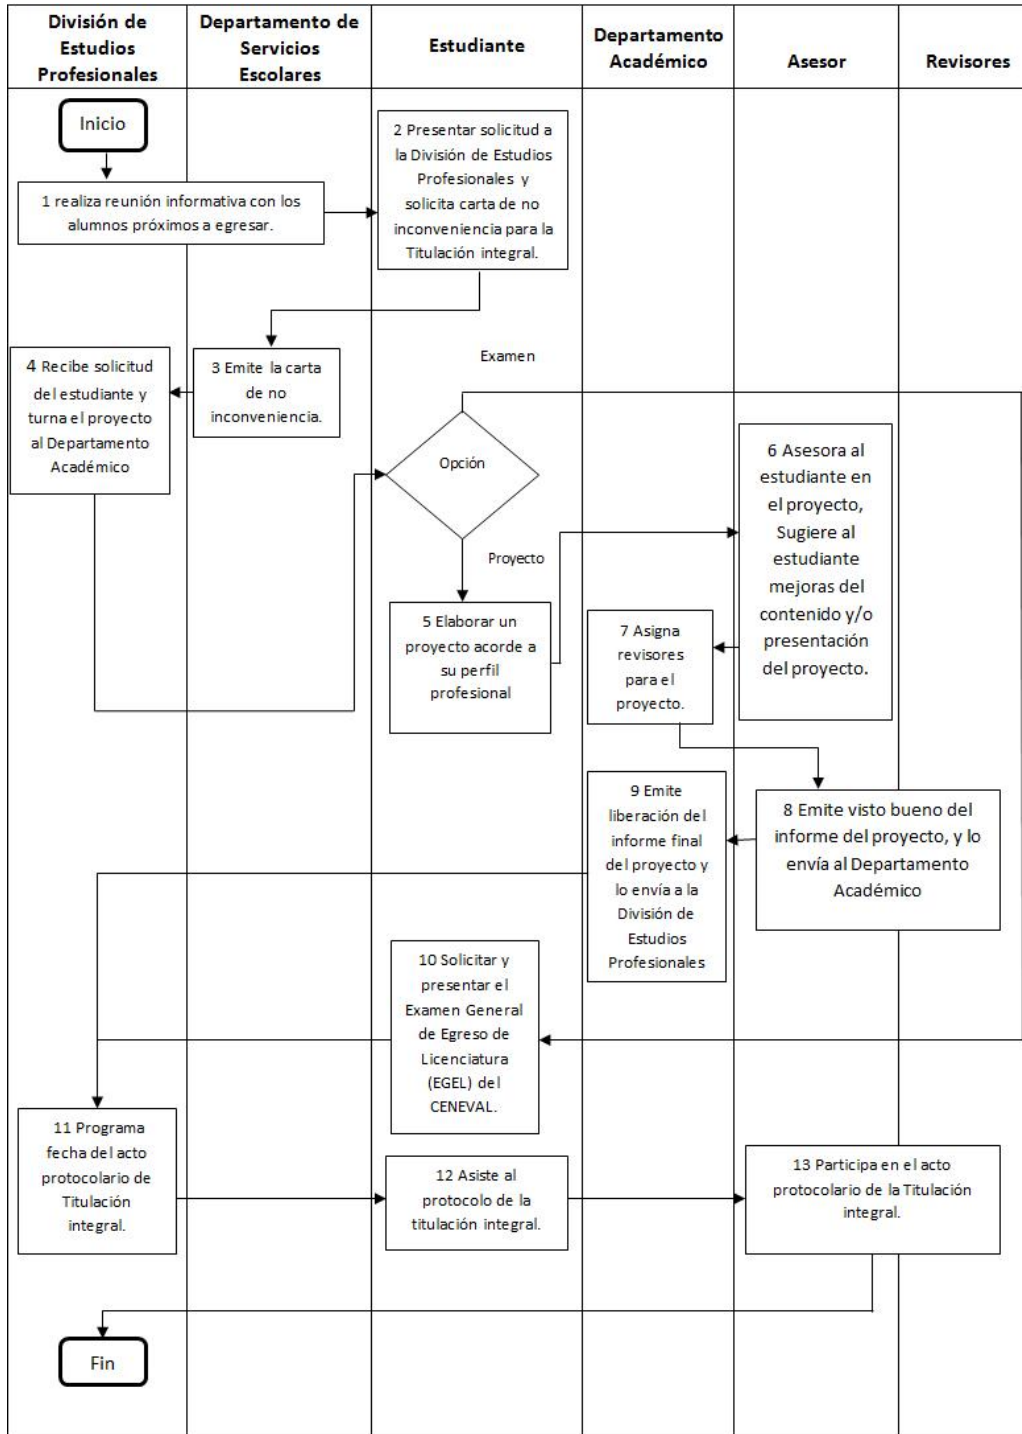 División de
Estudios
Profesionales
Departamento de
Servicios
Escolares
Estudiante
Departamento
Académico
Asesor
Revisores
Inicio
1 realiza reunión informativa con los
alumnos próximos a egresar.
2 Presentar solicitud a
la División de Estudios
Profesionales y
solicita carta de no
inconveniencia para la
Titulación integral.
3 Emite la carta
de no
inconveniencia.
4 Recibe solicitud
del estudiante y
turna el proyecto
al Departamento
Académico
Examen
Opción
Proyecto
5 Elaborar un
proyecto acorde a
su perfil
profesional
6 Asesora al
estudiante en
el proyecto,
Sugiere al
estudiante
mejoras del
contenido y/o
presentación
del proyecto.
7 Asigna
revisores
para el
proyecto.
8 Emite visto bueno del
informe del proyecto, y lo
envía al Departamento
Académico
9 Emite
liberación del
informe final
del proyecto y
lo envía a la
División de
Estudios
Profesionales
10 Solicitar y
presentar el
Examen General
de Egreso de
Licenciatura
(EGEL) del
CENEVAL.
11 Programa
fecha del acto
protocolario de
Titulación
integral.
12 Asiste al
protocolo de la
titulación integral.
13 Participa en el acto
protocolario de la Titulación
integral.
Fin